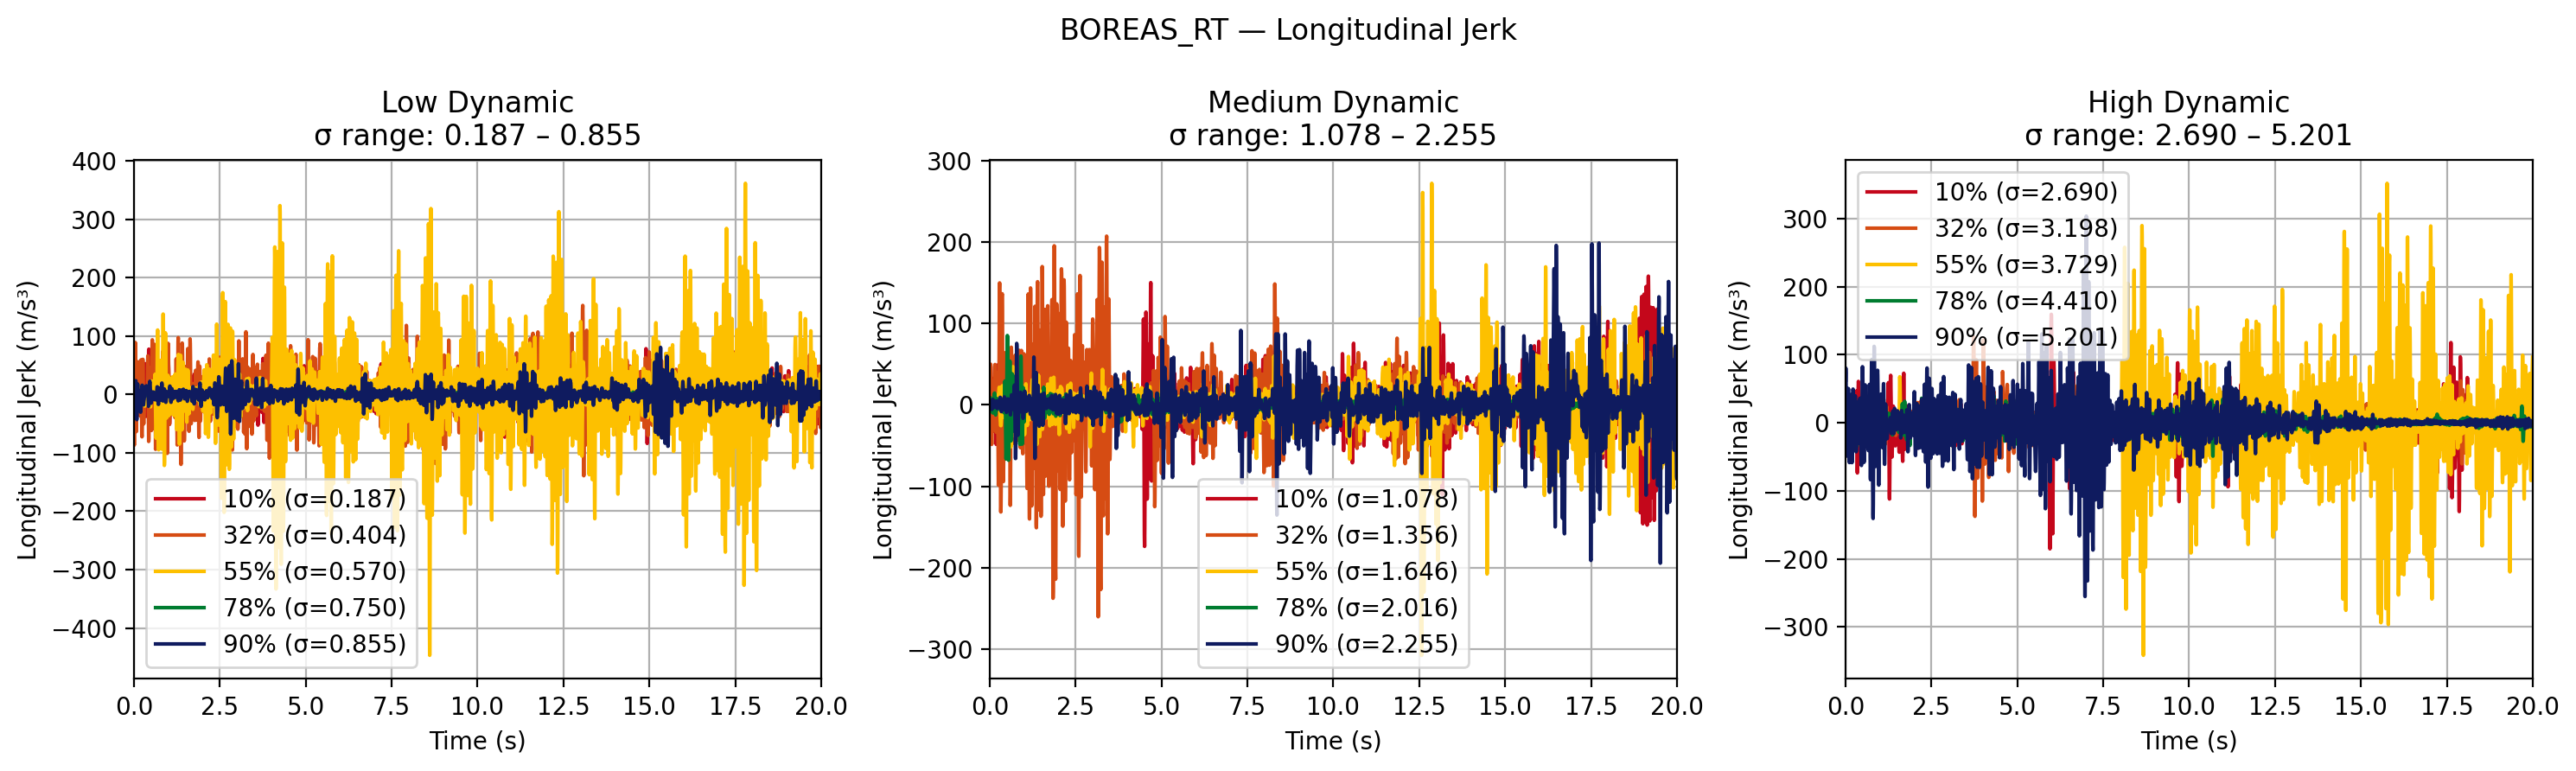 BOREAS_RT — Longitudinal Jerk
Low Dynamic
σ range: 0.187 – 0.855
400
300
200
100
0
−100
−200
−300
−400
Longitudinal Jerk (m/s³)
10% (σ=0.187)
32% (σ=0.404)
55% (σ=0.570)
78% (σ=0.750)
90% (σ=0.855)
0.0 2.5 5.0 7.5 10.0 12.5 15.0 17.5 20.0
Time (s)
Medium Dynamic
σ range: 1.078 – 2.255
300
200
100
0
−100
−200
−300
Longitudinal Jerk (m/s³)
10% (σ=1.078)
32% (σ=1.356)
55% (σ=1.646)
78% (σ=2.016)
90% (σ=2.255)
0.0 2.5 5.0 7.5 10.0 12.5 15.0 17.5 20.0
Time (s)
High Dynamic
σ range: 2.690 – 5.201
300
200
100
0
−100
−200
−300
Longitudinal Jerk (m/s³)
10% (σ=2.690)
32% (σ=3.198)
55% (σ=3.729)
78% (σ=4.410)
90% (σ=5.201)
0.0 2.5 5.0 7.5 10.0 12.5 15.0 17.5 20.0
Time (s)